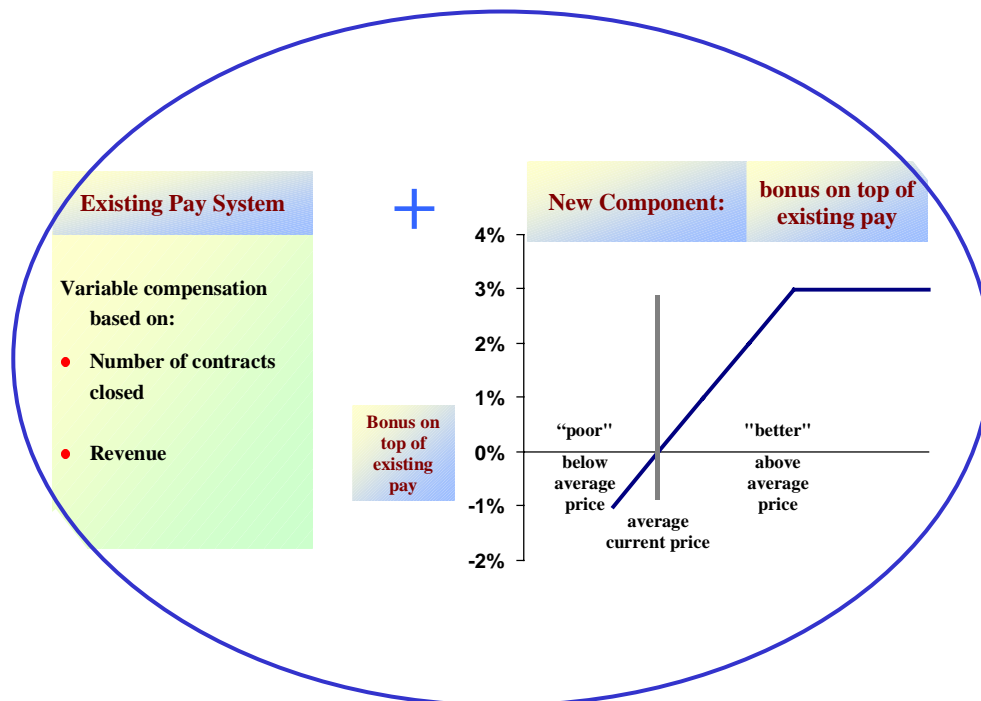 Existing Pay System
+
New Component:
bonus on top of
existing pay
Variable compensation
based on:
• Number of contracts
closed
• Revenue
Bonus on
top of
existing
pay
4%
3%
2%
1%
0%
-1%
-2%
“poor"
below
average
price
"better"
above
average
price
average
current price